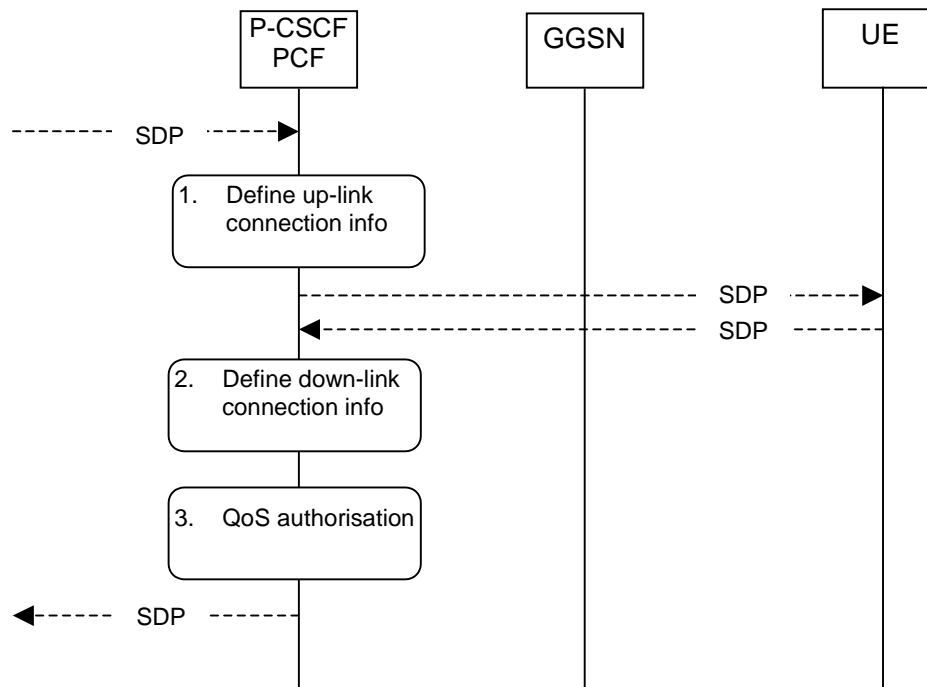 P-CSCF
PCF
GGSN
UE
SDP
1. Define up-link
connection info
SDP
SDP
2. Define down-link
connection info
3. QoS authorisation
SDP